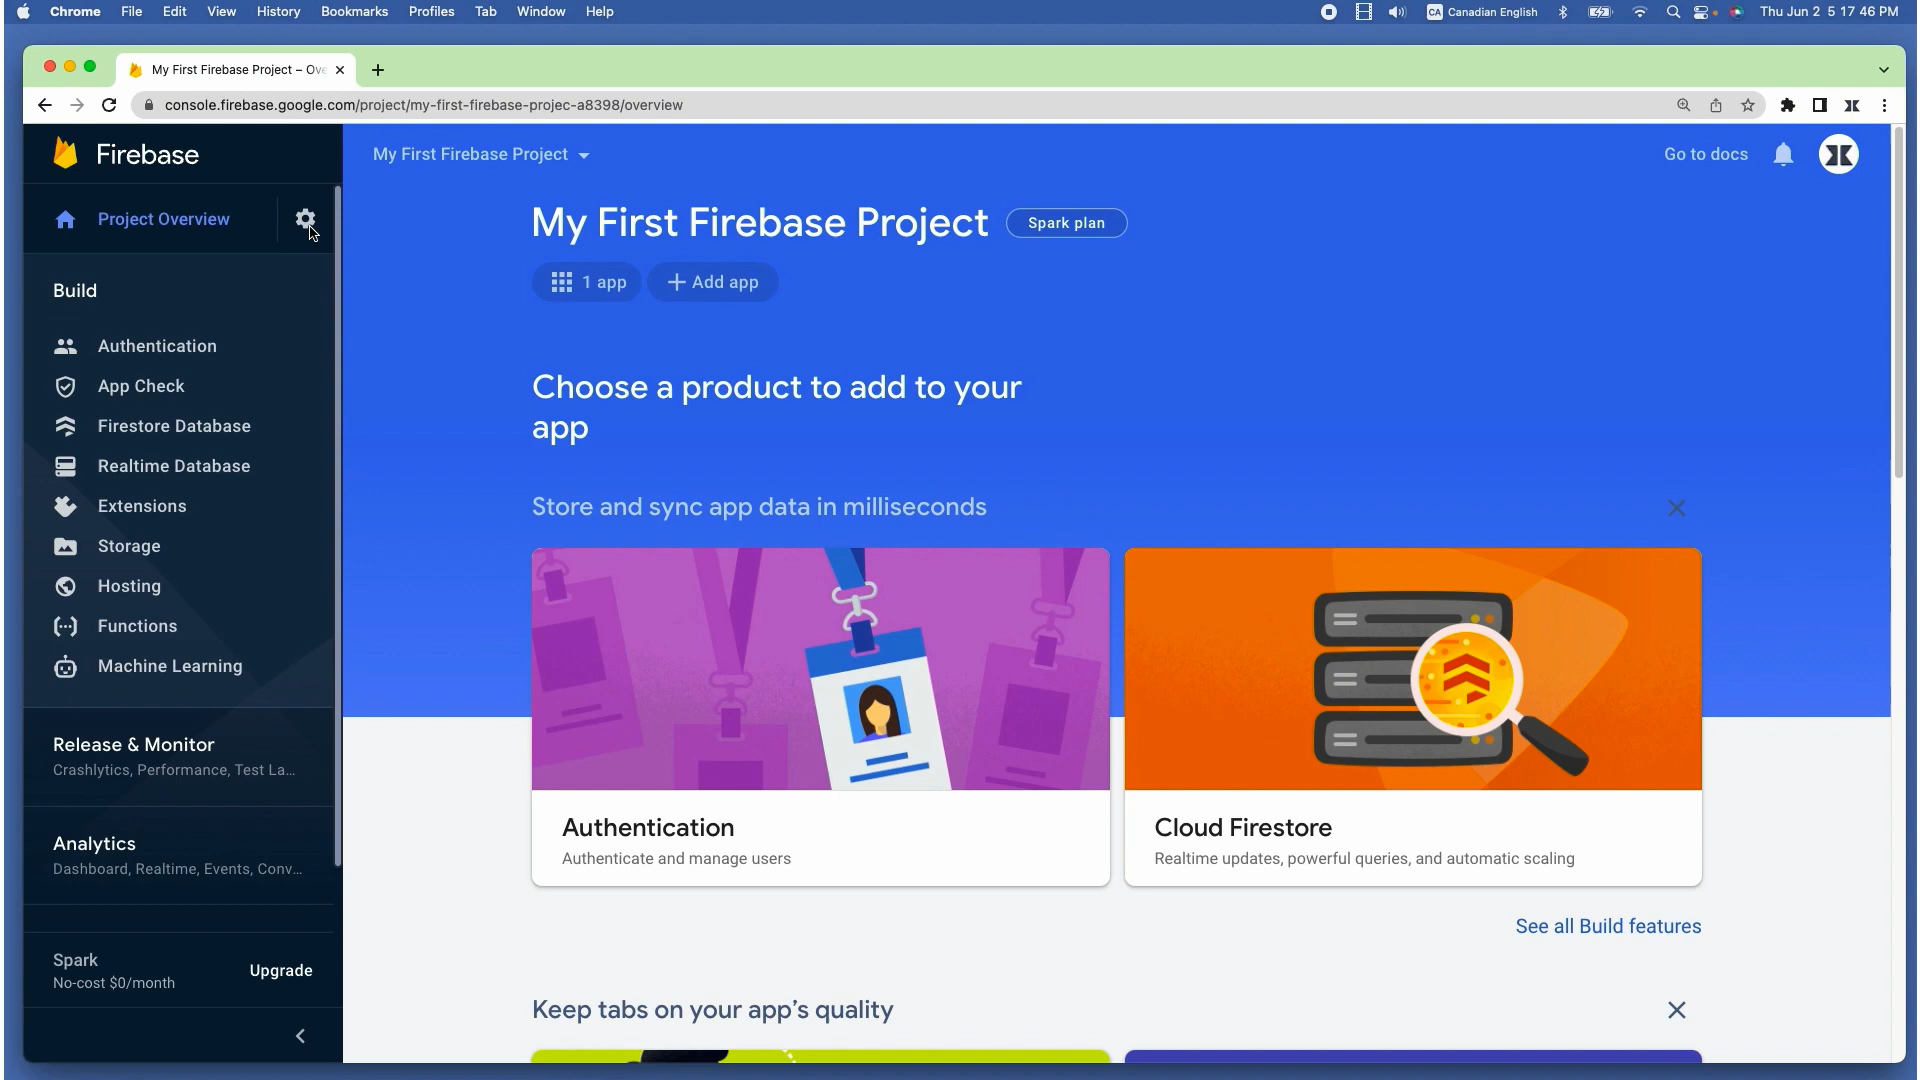 Chrome File Edit View History Bookmarks Profiles Tab Window Help CA Canadian English Thu Jun 2 5 17 46 PM
My First Firebase Project – Ove
console.firebase.google.com/project/my-first-firebase-projec-a8398/overview
Firebase
Project Overview
Build
Authentication
App Check
Firestore Database
Realtime Database
Extensions
Storage
Hosting
Functions
Machine Learning
Release & Monitor
Crashlytics, Performance, Test La...
Analytics
Dashboard, Realtime, Events, Conv...
Spark
No-cost $0/month
Upgrade
My First Firebase Project
Go to docs
My First Firebase Project
Spark plan
1 app
Add app
Choose a product to add to your
app
Store and sync app data in milliseconds
Authentication
Authenticate and manage users
Cloud Firestore
Realtime updates, powerful queries, and automatic scaling
See all Build features
Keep tabs on your app’s quality